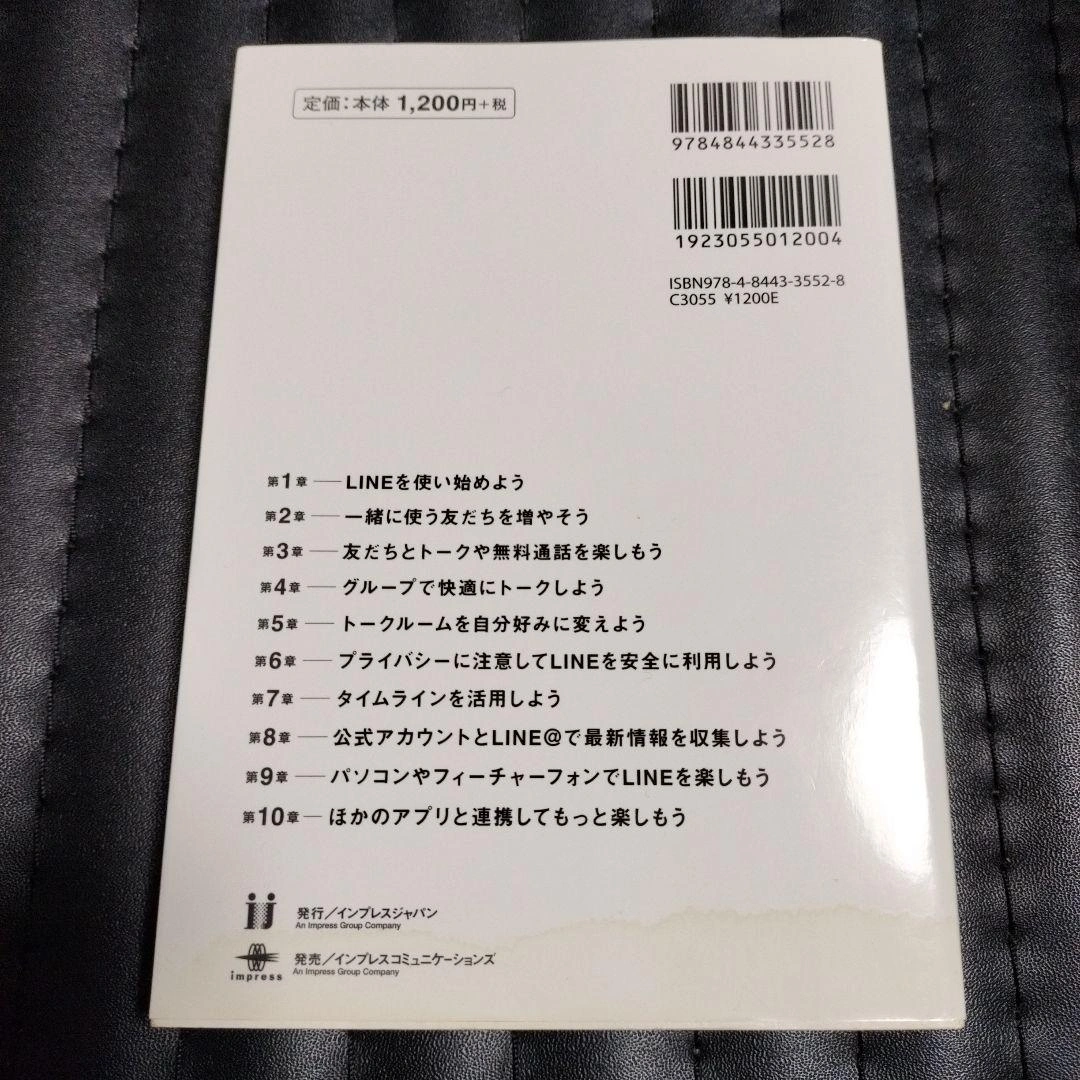 定価：本体 1,200円+税
9784844335528
1923055012004
ISBN978-4-8443-3552-8
C3055 ¥1200E
第1章 ── LINEを使い始めよう
第2章 ── 一緒に使う友だちを増やそう
第3章 ── 友だちとトークや無料通話を楽しもう
第4章 ── グループで快適にトークしよう
第5章 ── トークルームを自分好みに変えよう
第6章 ── プライバシーに注意してLINEを安全に利用しよう
第7章 ── タイムラインを活用しよう
第8章 ── 公式アカウントとLINE@で最新情報を収集しよう
第9章 ── パソコンやフィーチャーフォンでLINEを楽しもう
第10章 ─ ほかのアプリと連携してもっと楽しもう
ij 発行／インプレスジャパン
An Impress Group Company
発売／インプレスコミュニケーションズ
impress An Impress Group Company